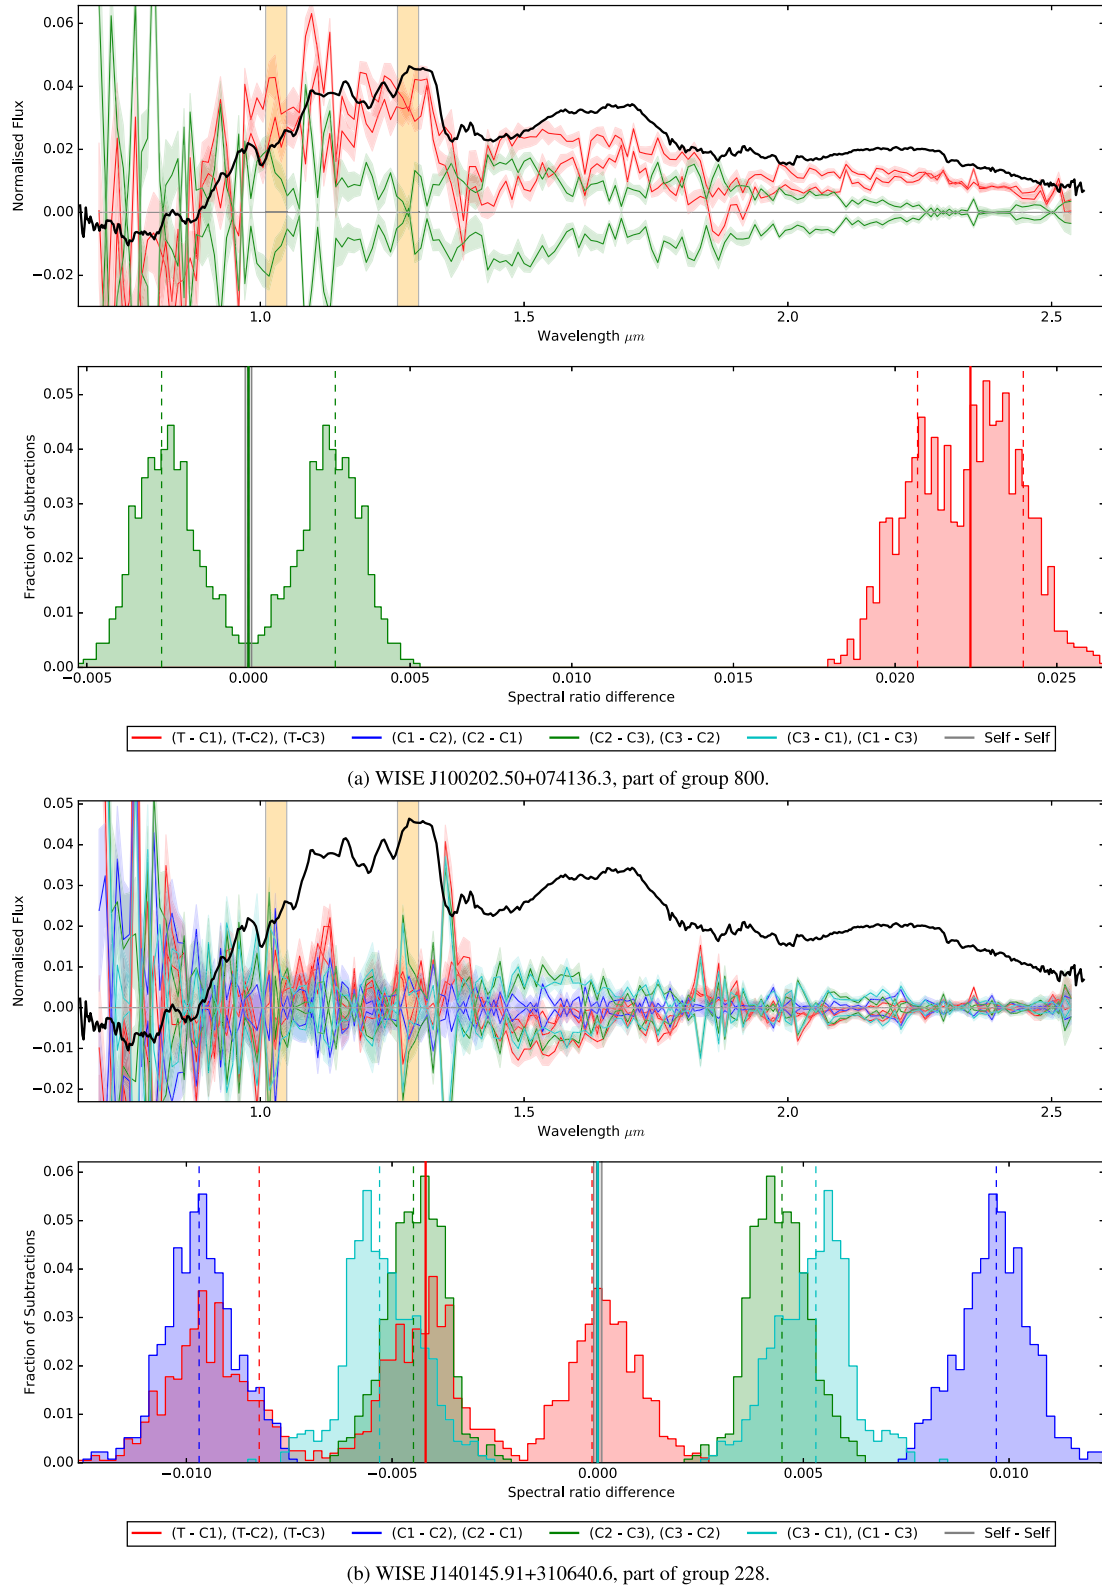 0.06
0.04
0.02
0.00
−0.02
Normalised Flux
1.0 1.5 2.0 2.5
Wavelength μm
0.05
0.04
0.03
0.02
0.01
0.00
Fraction of Subtractions
−0.005 0.000 0.005 0.010 0.015 0.020 0.025
Spectral ratio difference
(T - C1), (T-C2), (T-C3) (C1 - C2), (C2 - C1) (C2 - C3), (C3 - C2) (C3 - C1), (C1 - C3) Self - Self
(a) WISE J100202.50+074136.3, part of group 800.
0.05
0.04
0.03
0.02
0.01
0.00
−0.01
−0.02
Normalised Flux
1.0 1.5 2.0 2.5
Wavelength μm
0.06
0.05
0.04
0.03
0.02
0.01
0.00
Fraction of Subtractions
−0.010 −0.005 0.000 0.005 0.010
Spectral ratio difference
(T - C1), (T-C2), (T-C3) (C1 - C2), (C2 - C1) (C2 - C3), (C3 - C2) (C3 - C1), (C1 - C3) Self - Self
(b) WISE J140145.91+310640.6, part of group 228.